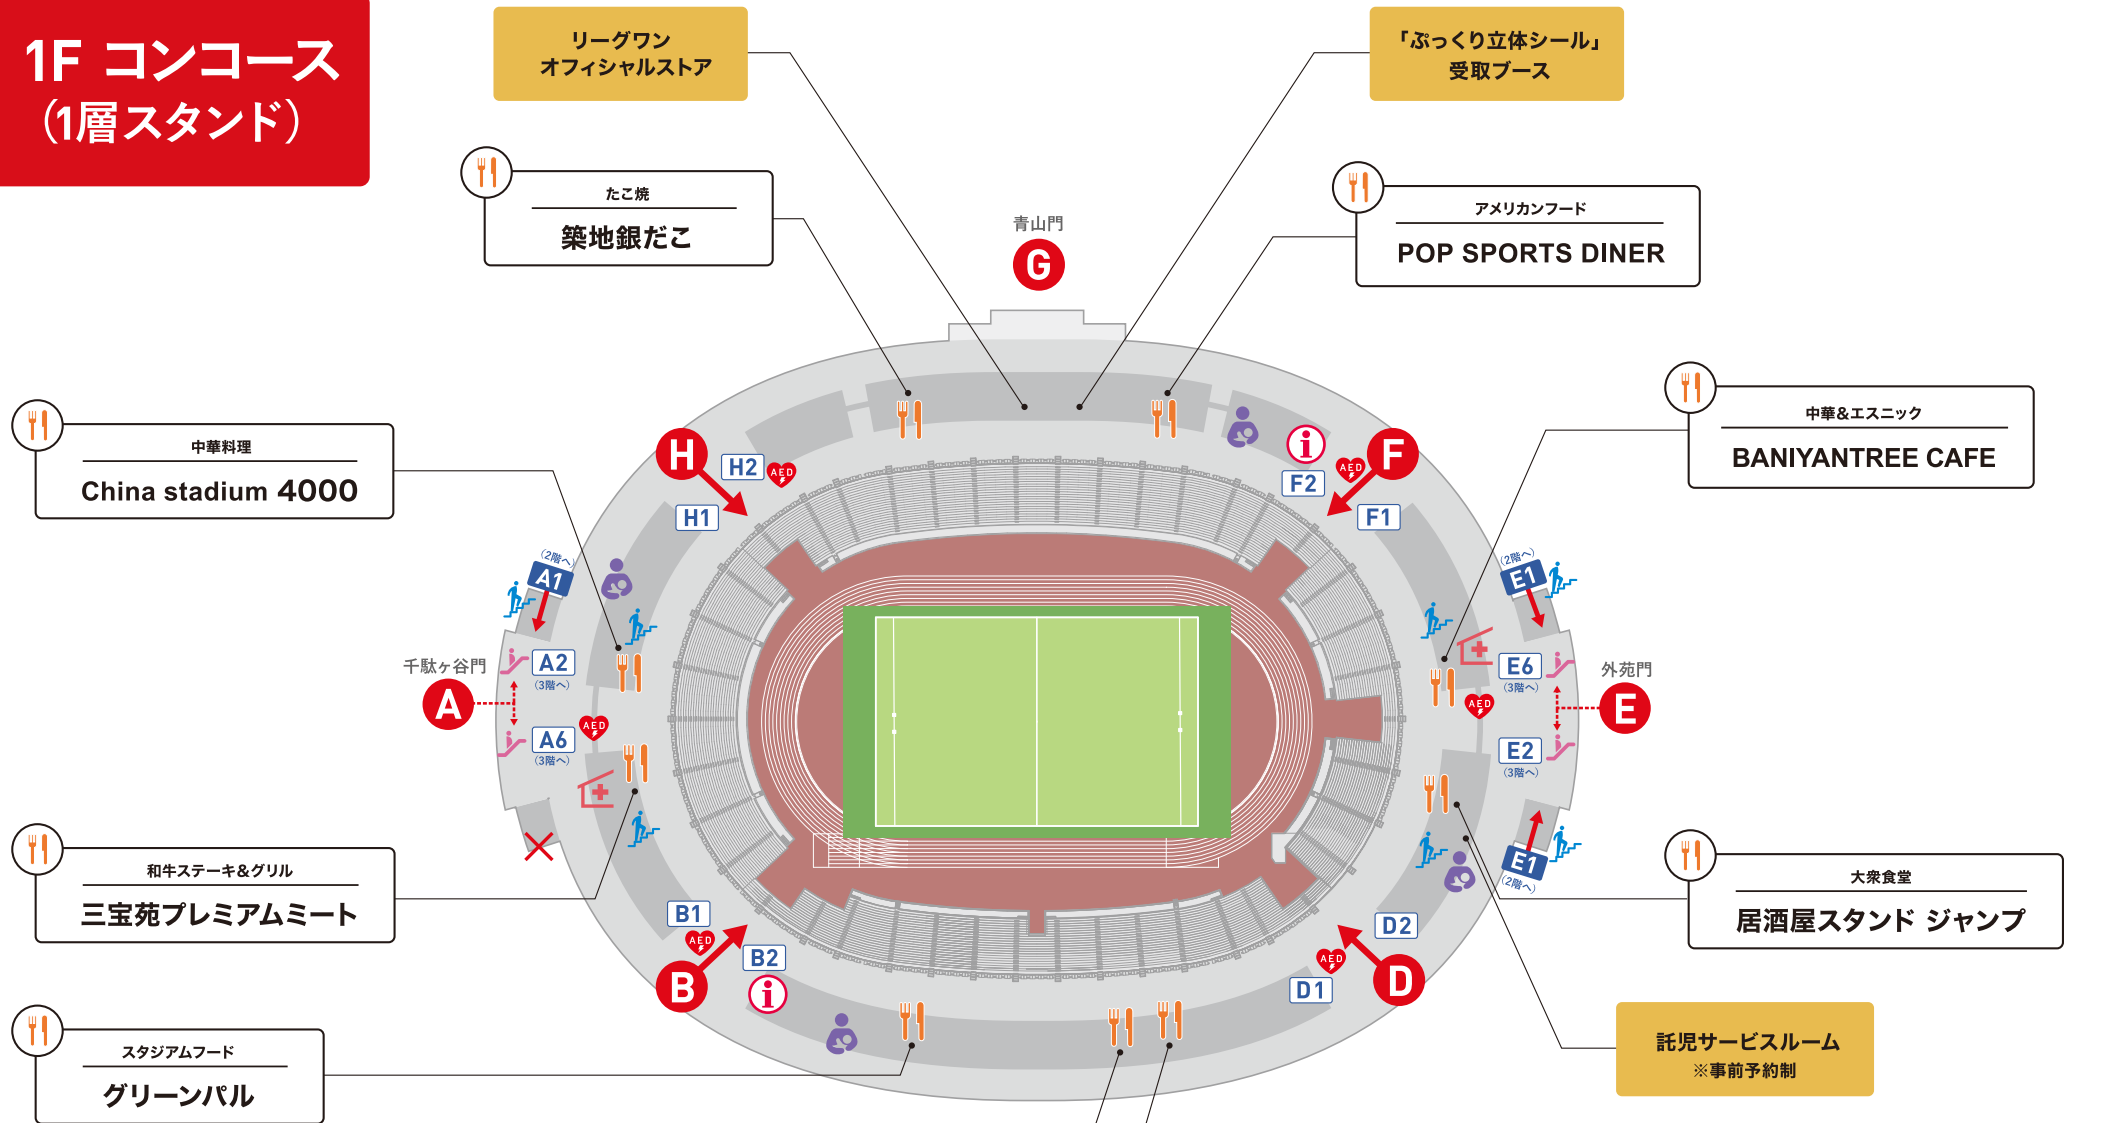 1F コンコース
（1層スタンド）
リーグワン
オフィシャルストア
「ぷっくり立体シール」
受取ブース
たこ焼
築地銀だこ
青山門
G
アメリカンフード
POP SPORTS DINER
中華料理
China stadium 4000
中華&エスニック
BANIYANTREE CAFE
H
H2
AED
H1
F
AED
F2
F1
i
（2階へ）
A1
千駄ヶ谷門
A
A2
（3階へ）
A6
（3階へ）
AED
（2階へ）
E1
外苑門
E
E6
（3階へ）
AED
E2
（3階へ）
E1
（2階へ）
和牛ステーキ&グリル
三宝苑プレミアムミート
大衆食堂
居酒屋スタンド ジャンプ
B1
AED
B
B2
i
D2
AED
D
D1
スタジアムフード
グリーンパル
託児サービスルーム
※事前予約制